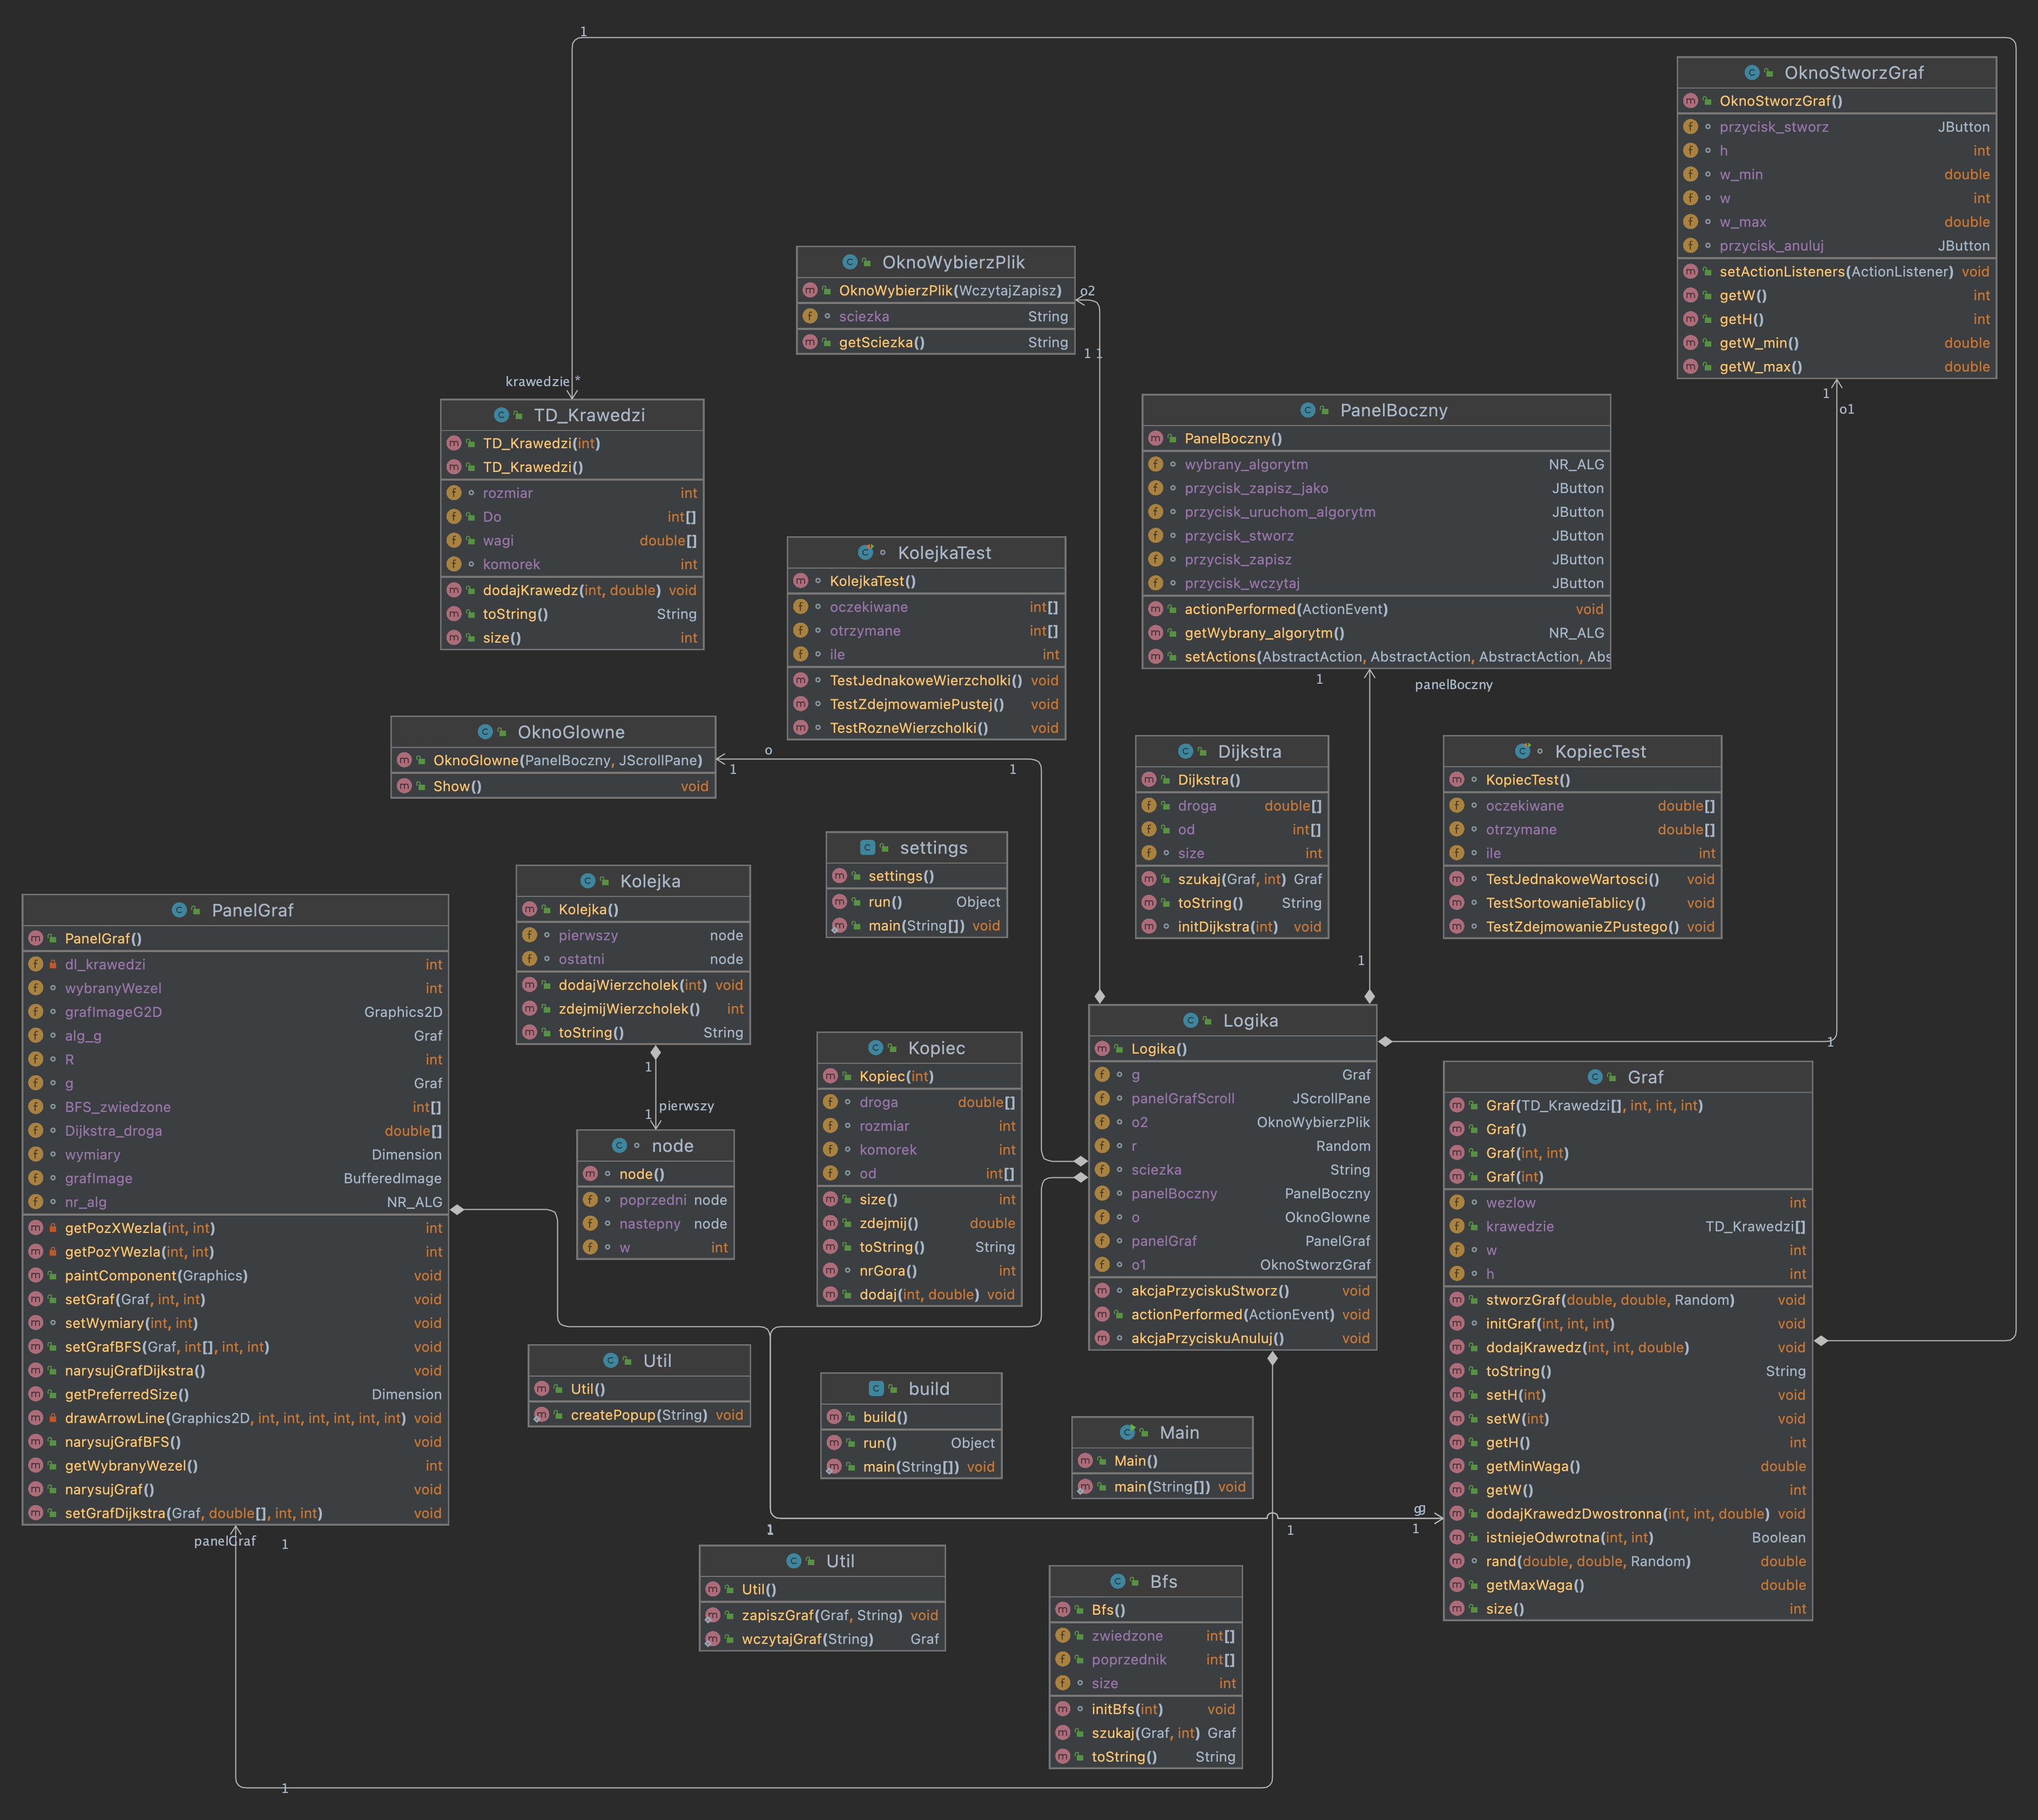 1
OknoStworzGraf
OknoStworzGraf()
przycisk_stworz JButton
h int
w_min double
w int
w_max double
przycisk_anuluj JButton
setActionListeners(ActionListener) void
getW() int
getH() int
getW_min() double
getW_max() double
1
o1
OknoWybierzPlik
OknoWybierzPlik(WczytajZapisz)
sciezka String
getSciezka() String
o2
1 1
krawedzie *
TD_Krawedzi
TD_Krawedzi(int)
TD_Krawedzi()
rozmiar int
Do int[]
wagi double[]
komorek int
dodajKrawedz(int, double) void
toString() String
size() int
PanelBoczny
PanelBoczny()
wybrany_algorytm NR_ALG
przycisk_zapisz_jako JButton
przycisk_uruchom_algorytm JButton
przycisk_stworz JButton
przycisk_zapisz JButton
przycisk_wczytaj JButton
actionPerformed(ActionEvent) void
getWybrany_algorytm() NR_ALG
setActions(AbstractAction, AbstractAction, AbstractAction, Abs
1
panelBoczny
KolejkaTest
KolejkaTest()
oczekiwane int[]
otrzymane int[]
ile int
TestJednakoweWierzcholki() void
TestZdejmowamiePustej() void
TestRozneWierzcholki() void
OknoGlowne
OknoGlowne(PanelBoczny, JScrollPane)
Show() void
o
1
1
Dijkstra
Dijkstra()
droga double[]
od int[]
size int
szukaj(Graf, int) Graf
toString() String
initDijkstra(int) void
KopiecTest
KopiecTest()
oczekiwane double[]
otrzymane double[]
ile int
TestJednakoweWartosci() void
TestSortowanieTablicy() void
TestZdejmowanieZPustego() void
settings
settings()
run() Object
main(String[]) void
Kolejka
Kolejka()
pierwszy node
ostatni node
dodajWierzcholek(int) void
zdejmijWierzcholek() int
toString() String
1
pierwszy
1
PanelGraf
PanelGraf()
dl_krawedzi int
wybranyWezel int
grafImageG2D Graphics2D
alg_g Graf
R int
g Graf
BFS_zwiedzone int[]
Dijkstra_droga double[]
wymiary Dimension
grafImage BufferedImage
nr_alg NR_ALG
getPozXWezla(int, int) int
getPozYWezla(int, int) int
paintComponent(Graphics) void
setGraf(Graf, int, int) void
setWymiary(int, int) void
setGrafBFS(Graf, int[], int, int) void
narysujGrafDijkstra() void
getPreferredSize() Dimension
drawArrowLine(Graphics2D, int, int, int, int, int, int) void
narysujGrafBFS() void
getWybranyWezel() int
narysujGraf() void
setGrafDijkstra(Graf, double[], int, int) void
panelGraf
1
1
node
node()
poprzedni node
nastepny node
w int
Kopiec
Kopiec(int)
droga double[]
rozmiar int
komorek int
od int[]
size() int
zdejmij() double
toString() String
nrGora() int
dodaj(int, double) void
1
Logika
Logika()
g Graf
panelGrafScroll JScrollPane
o2 OknoWybierzPlik
r Random
sciezka String
panelBoczny PanelBoczny
o OknoGlowne
panelGraf PanelGraf
o1 OknoStworzGraf
akcjaPrzyciskuStworz() void
actionPerformed(ActionEvent) void
akcjaPrzyciskuAnuluj() void
1
Graf
Graf(TD_Krawedzi[], int, int, int)
Graf()
Graf(int, int)
Graf(int)
wezlow int
krawedzie TD_Krawedzi[]
w int
h int
stworzGraf(double, double, Random) void
initGraf(int, int, int) void
dodajKrawedz(int, int, double) void
toString() String
setH(int) void
setW(int) void
getH() int
getMinWaga() double
getW() int
dodajKrawedzDwostronna(int, int, double) void
istniejeOdwrotna(int, int) Boolean
rand(double, double, Random) double
getMaxWaga() double
size() int
Util
Util()
createPopup(String) void
build
build()
run() Object
main(String[]) void
Main
Main()
main(String[]) void
1
1
g
g
1
Util
Util()
zapiszGraf(Graf, String) void
wczytajGraf(String) Graf
Bfs
Bfs()
zwiedzone int[]
poprzednik int[]
size int
initBfs(int) void
szukaj(Graf, int) Graf
toString() String